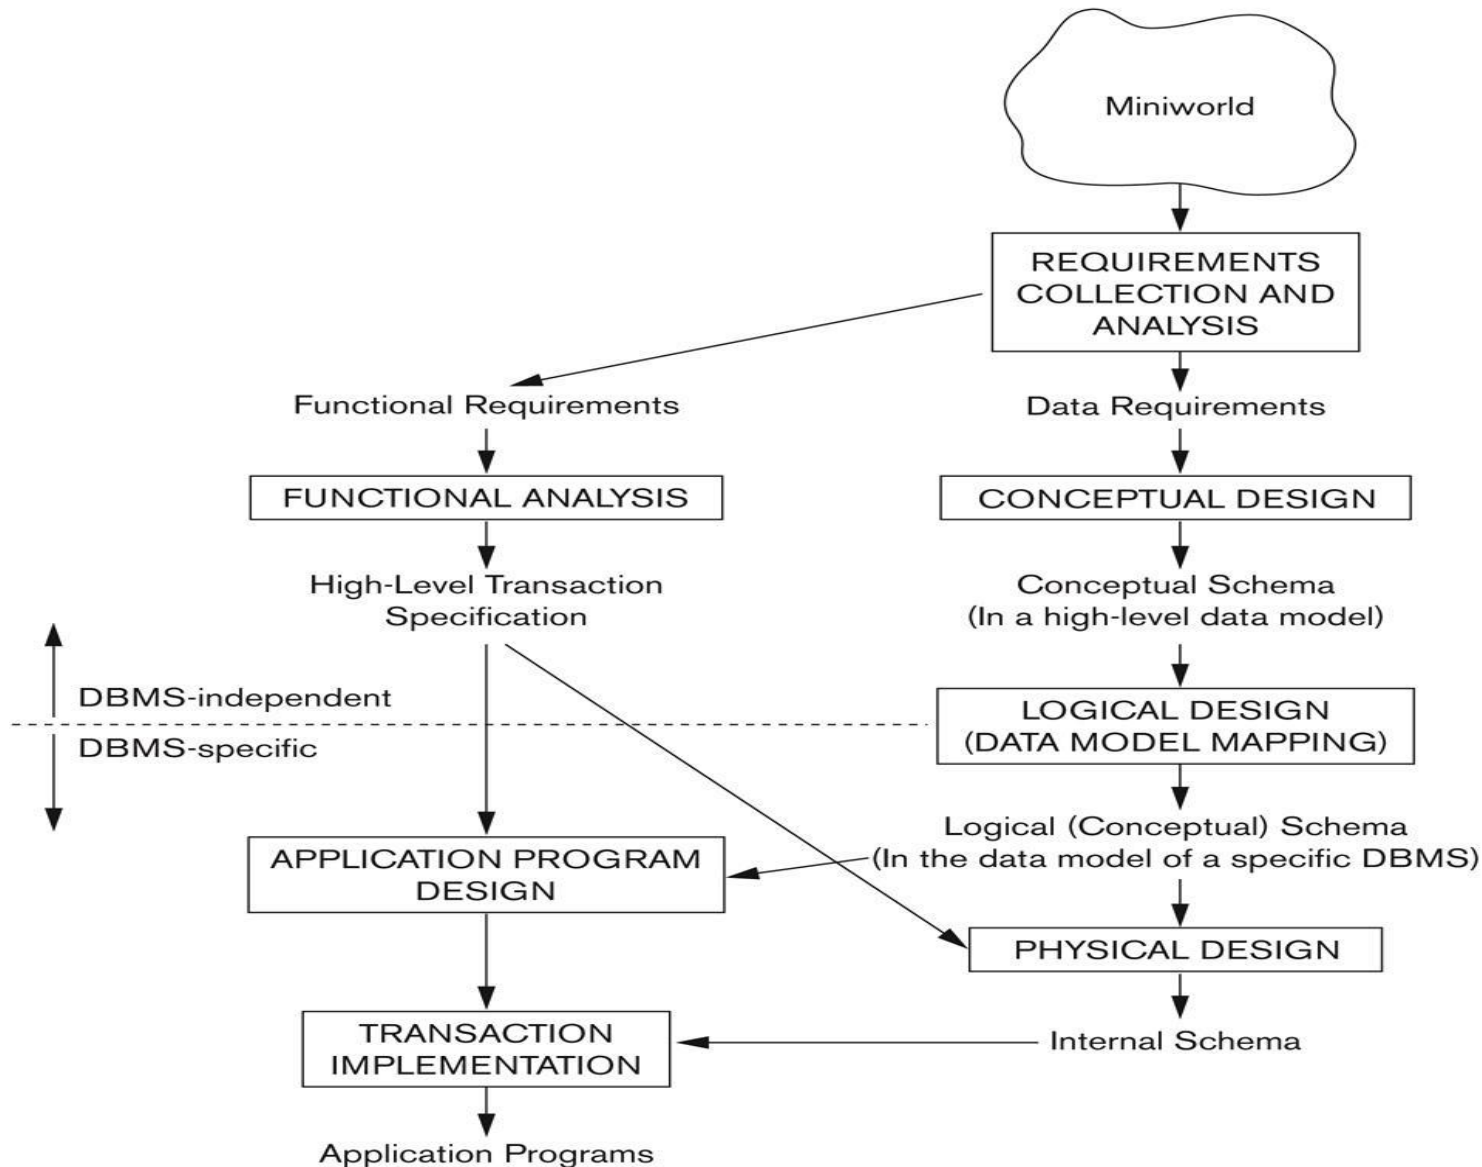 Miniworld
REQUIREMENTS
COLLECTION AND
ANALYSIS
Functional Requirements
Data Requirements
FUNCTIONAL ANALYSIS
CONCEPTUAL DESIGN
High-Level Transaction
Specification
Conceptual Schema
(In a high-level data model)
DBMS-independent
DBMS-specific
LOGICAL DESIGN
(DATA MODEL MAPPING)
Logical (Conceptual) Schema
(In the data model of a specific DBMS)
APPLICATION PROGRAM
DESIGN
PHYSICAL DESIGN
TRANSACTION
IMPLEMENTATION
Internal Schema
Application Programs